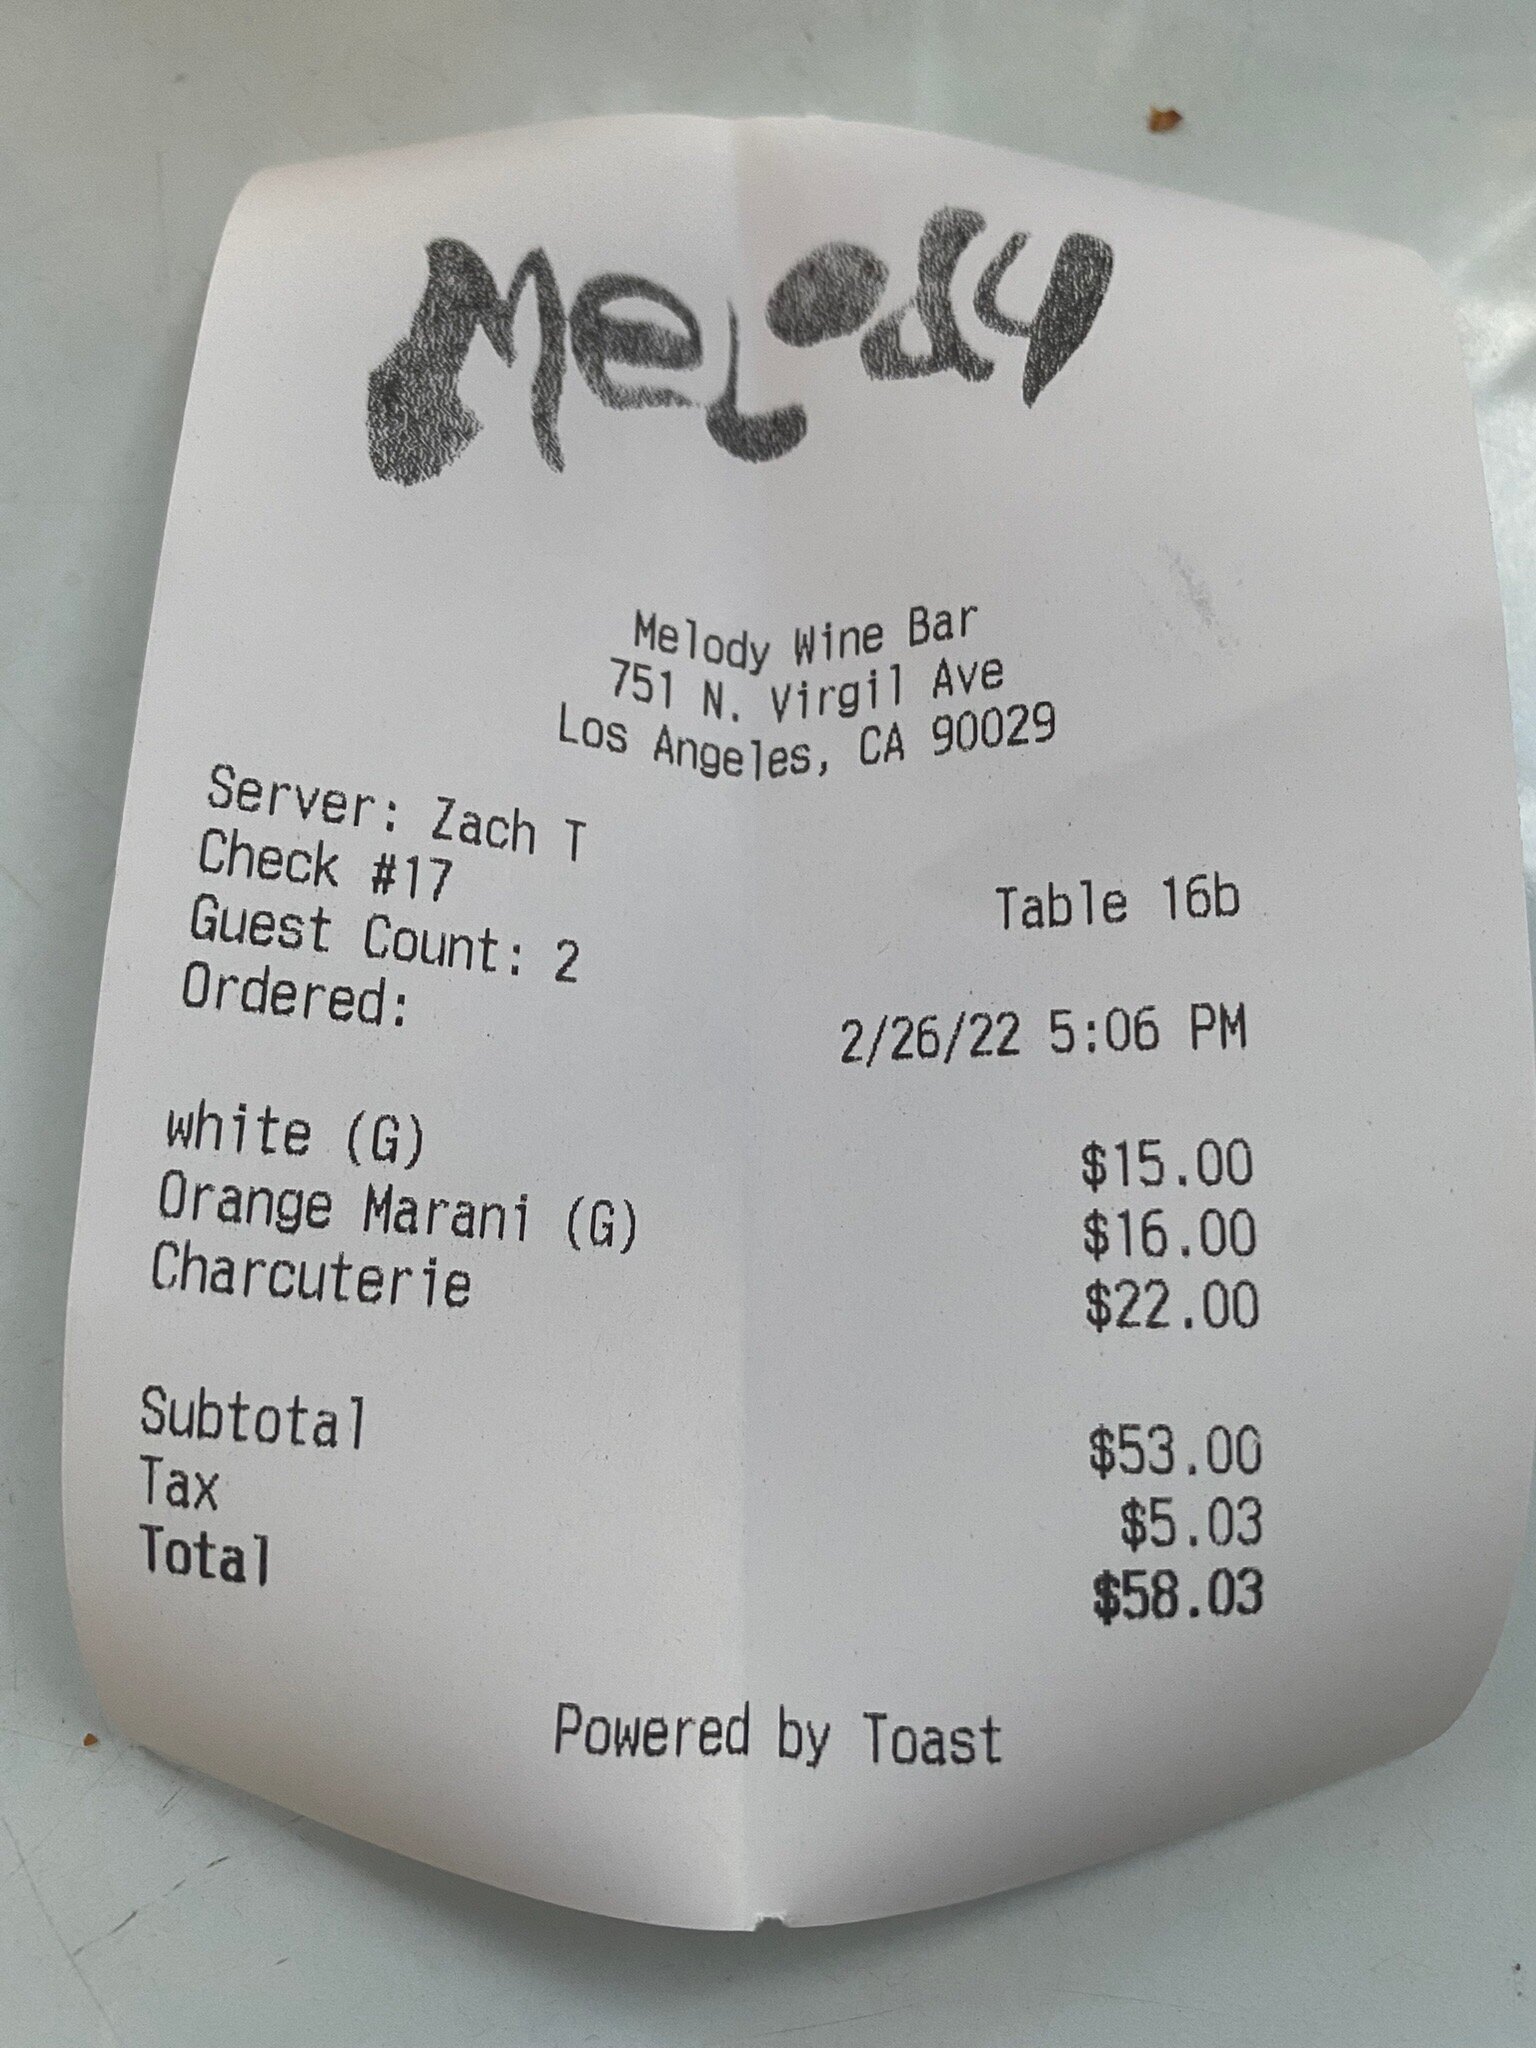 Melody
Melody Wine Bar
751 N. Virgil Ave
Los Angeles, CA 90029
Server: Zach T
Check #17 Table 16b
Guest Count: 2
Ordered: 2/26/22 5:06 PM
white (G) $15.00
Orange Marani (G) $16.00
Charcuterie $22.00
Subtotal $53.00
Tax $5.03
Total $58.03
Powered by Toast